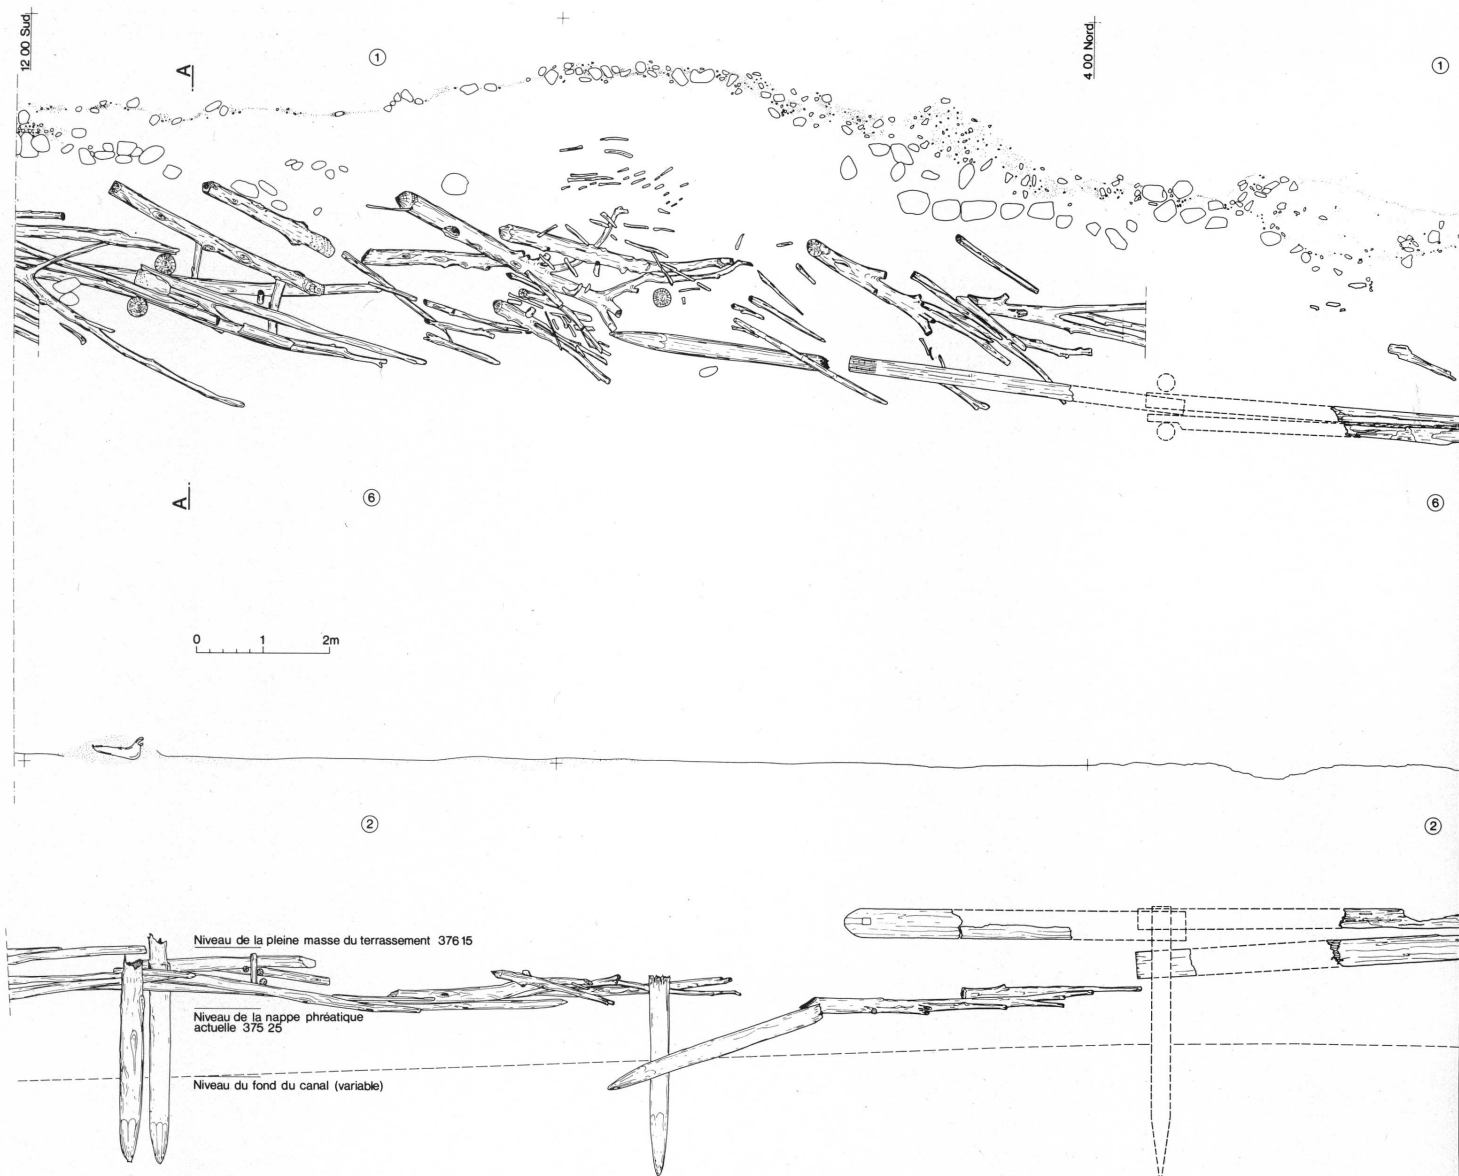 12 00 Sud
A
①
4 00 Nord
①
A
⑥
⑥
0 1 2m
②
②
Niveau de la pleine masse du terrassement 376 15
Niveau de la nappe phréatique
actuelle 375 25
Niveau du fond du canal (variable)